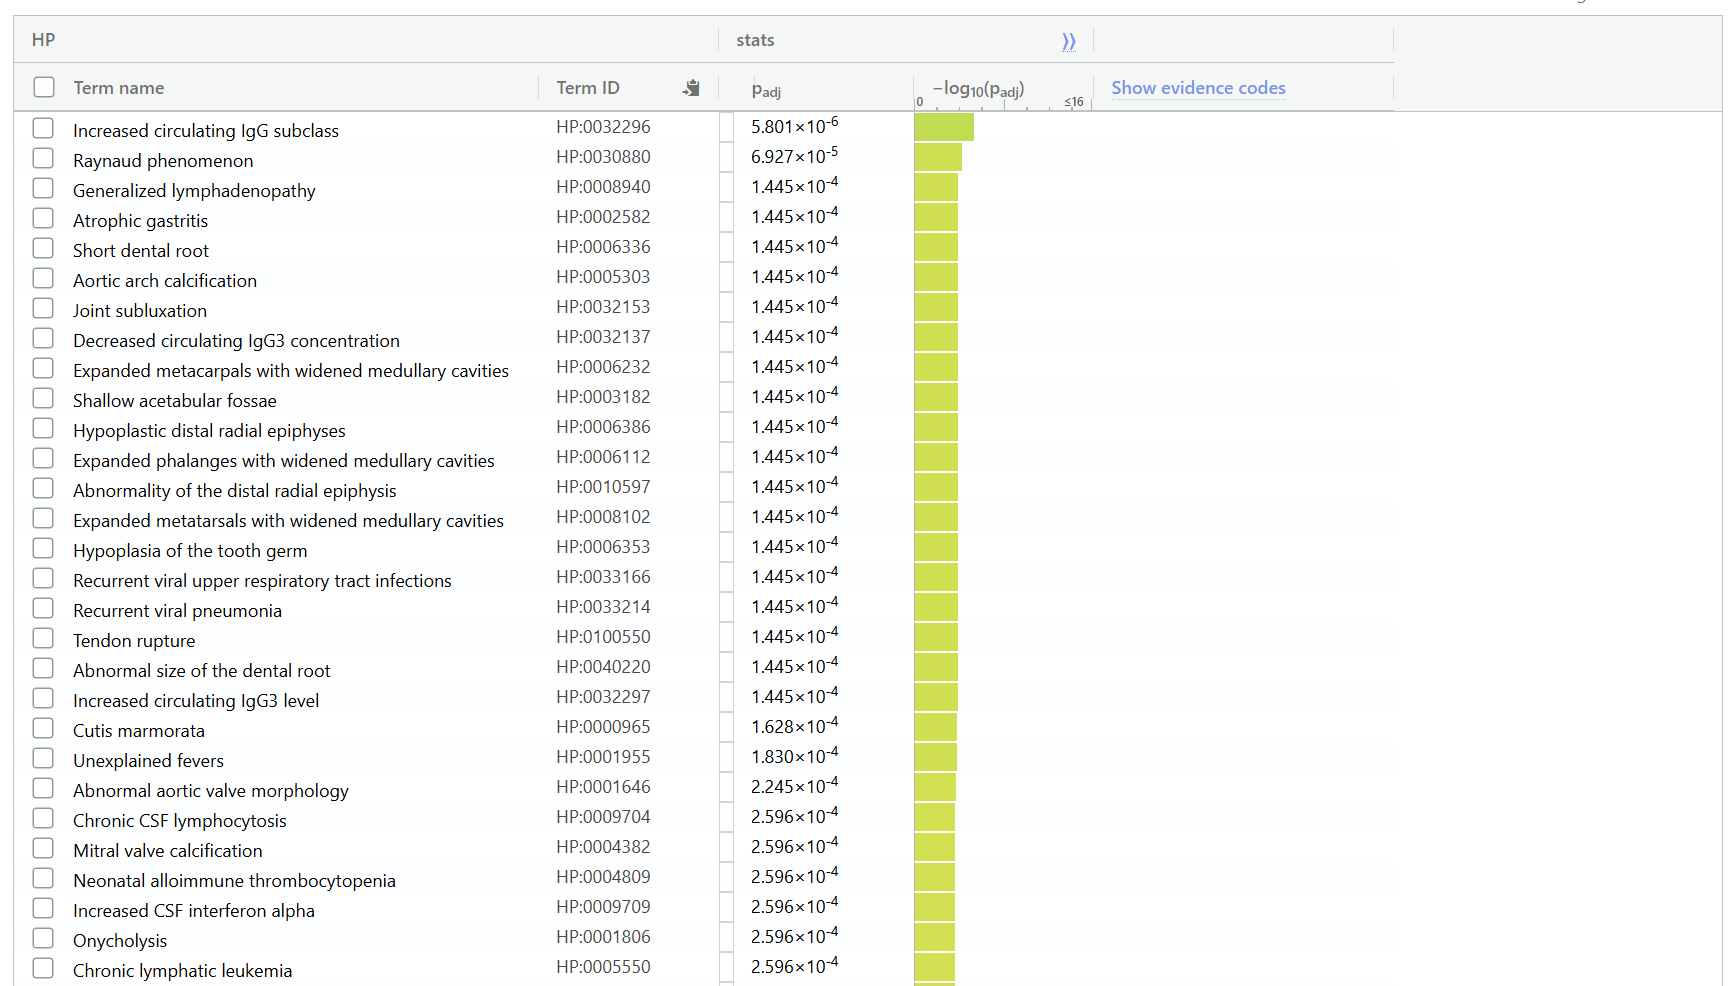 HP stats ⟩⟩
Term name Term ID padj −log10(padj) Show evidence codes
0 ≤16
Increased circulating IgG subclass HP:0032296 5.801×10-6
Raynaud phenomenon HP:0030880 6.927×10-5
Generalized lymphadenopathy HP:0008940 1.445×10-4
Atrophic gastritis HP:0002582 1.445×10-4
Short dental root HP:0006336 1.445×10-4
Aortic arch calcification HP:0005303 1.445×10-4
Joint subluxation HP:0032153 1.445×10-4
Decreased circulating IgG3 concentration HP:0032137 1.445×10-4
Expanded metacarpals with widened medullary cavities HP:0006232 1.445×10-4
Shallow acetabular fossae HP:0003182 1.445×10-4
Hypoplastic distal radial epiphyses HP:0006386 1.445×10-4
Expanded phalanges with widened medullary cavities HP:0006112 1.445×10-4
Abnormality of the distal radial epiphysis HP:0010597 1.445×10-4
Expanded metatarsals with widened medullary cavities HP:0008102 1.445×10-4
Hypoplasia of the tooth germ HP:0006353 1.445×10-4
Recurrent viral upper respiratory tract infections HP:0033166 1.445×10-4
Recurrent viral pneumonia HP:0033214 1.445×10-4
Tendon rupture HP:0100550 1.445×10-4
Abnormal size of the dental root HP:0040220 1.445×10-4
Increased circulating IgG3 level HP:0032297 1.445×10-4
Cutis marmorata HP:0000965 1.628×10-4
Unexplained fevers HP:0001955 1.830×10-4
Abnormal aortic valve morphology HP:0001646 2.245×10-4
Chronic CSF lymphocytosis HP:0009704 2.596×10-4
Mitral valve calcification HP:0004382 2.596×10-4
Neonatal alloimmune thrombocytopenia HP:0004809 2.596×10-4
Increased CSF interferon alpha HP:0009709 2.596×10-4
Onycholysis HP:0001806 2.596×10-4
Chronic lymphatic leukemia HP:0005550 2.596×10-4